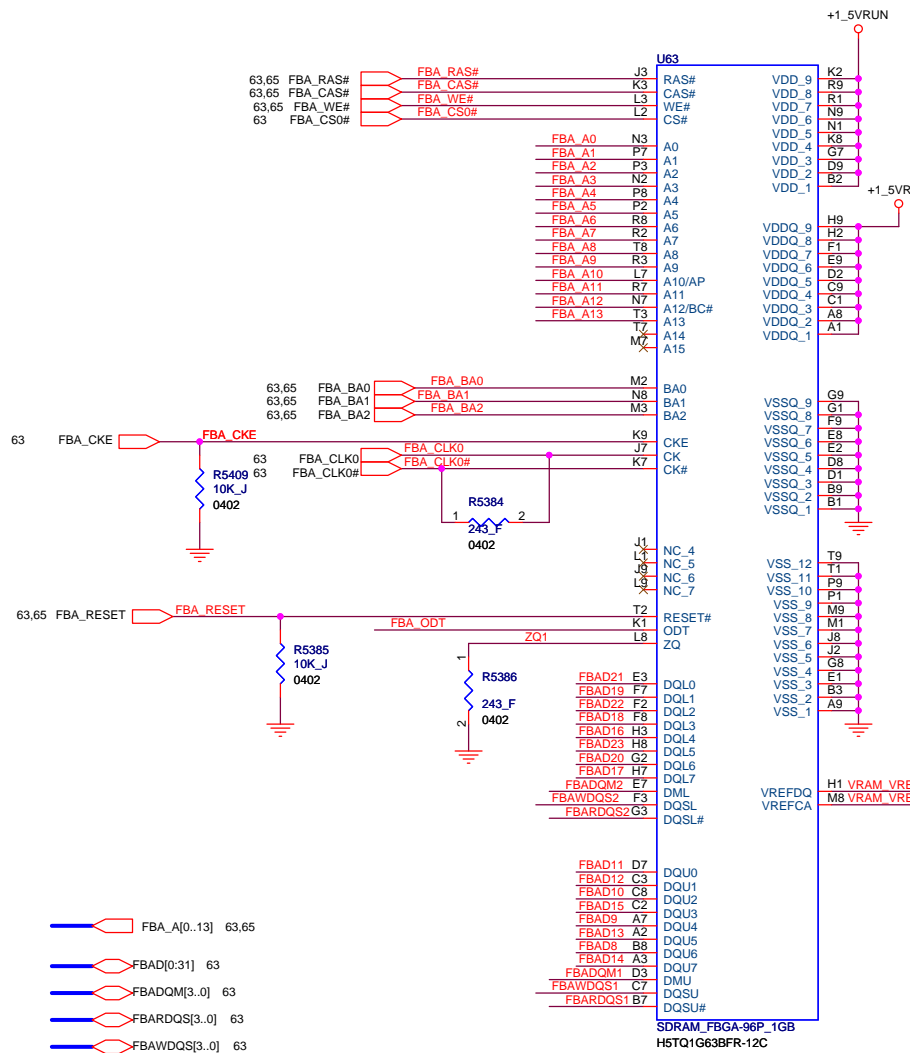 +1_5VRUN
U63
63,65 FBA_RAS# FBA_RAS# J3 RAS# VDD_9 K2
63,65 FBA_CAS# FBA_CAS# K3 CAS# VDD_8 R9
63,65 FBA_WE# FBA_WE# L3 WE# VDD_7 R1
63 FBA_CS0# FBA_CS0# L2 CS# VDD_6 N9
VDD_5 N1
FBA_A0 N3 A0 VDD_4 K8
FBA_A1 P7 A1 VDD_3 G7
FBA_A2 P3 A2 VDD_2 D9
FBA_A3 N2 A3 VDD_1 B2
FBA_A4 P8 A4
+1_5VR
FBA_A5 P2 A5
FBA_A6 R8 A6 VDDQ_9 H9
FBA_A7 R2 A7 VDDQ_8 H2
FBA_A8 T8 A8 VDDQ_7 F1
FBA_A9 R3 A9 VDDQ_6 E9
FBA_A10 L7 A10/AP VDDQ_5 D2
FBA_A11 R7 A11 VDDQ_4 C9
FBA_A12 N7 A12/BC# VDDQ_3 C1
FBA_A13 T3 A13 VDDQ_2 A8
T7 A14 VDDQ_1 A1
M7 A15
63,65 FBA_BA0 FBA_BA0 M2 BA0
63,65 FBA_BA1 FBA_BA1 N8 BA1 VSSQ_9 G9
63,65 FBA_BA2 FBA_BA2 M3 BA2 VSSQ_8 G1
VSSQ_7 F9
63 FBA_CKE FBA_CKE K9 CKE VSSQ_6 E8
63 FBA_CLK0 FBA_CLK0 J7 CK VSSQ_5 E2
63 FBA_CLK0# FBA_CLK0# K7 CK# VSSQ_4 D8
VSSQ_3 D1
VSSQ_2 B9
VSSQ_1 B1
R5409
10K_J
0402
R5384
1 2
243_F
0402
J1 NC_4
L1 NC_5 VSS_12 T9
J9 NC_6 VSS_11 T1
L9 NC_7 VSS_10 P9
VSS_9 P1
63,65 FBA_RESET FBA_RESET T2 RESET# VSS_8 M9
FBA_ODT K1 ODT VSS_7 M1
ZQ1 L8 ZQ VSS_6 J8
VSS_5 J2
VSS_4 G8
VSS_3 E1
VSS_2 B3
VSS_1 A9
R5385
10K_J
0402
1
R5386
243_F
2
0402
FBAD21 E3 DQL0
FBAD19 F7 DQL1
FBAD22 F2 DQL2
FBAD18 F8 DQL3
FBAD16 H3 DQL4
FBAD23 H8 DQL5
FBAD20 G2 DQL6
FBAD17 H7 DQL7
FBADQM2 E7 DML VREFDQ H1 VRAM_VRE
FBAWDQS2 F3 DQSL VREFCA M8 VRAM_VRE
FBARDQS2 G3 DQSL#
FBAD11 D7 DQU0
FBAD12 C3 DQU1
FBAD10 C8 DQU2
FBAD15 C2 DQU3
FBAD9 A7 DQU4
FBAD13 A2 DQU5
FBAD8 B8 DQU6
FBAD14 A3 DQU7
FBADQM1 D3 DMU
FBAWDQS1 C7 DQSU
FBARDQS1 B7 DQSU#
FBA_A[0..13] 63,65
FBAD[0:31] 63
FBADQM[3..0] 63
FBARDQS[3..0] 63
FBAWDQS[3..0] 63
SDRAM_FBGA-96P_1GB
H5TQ1G63BFR-12C